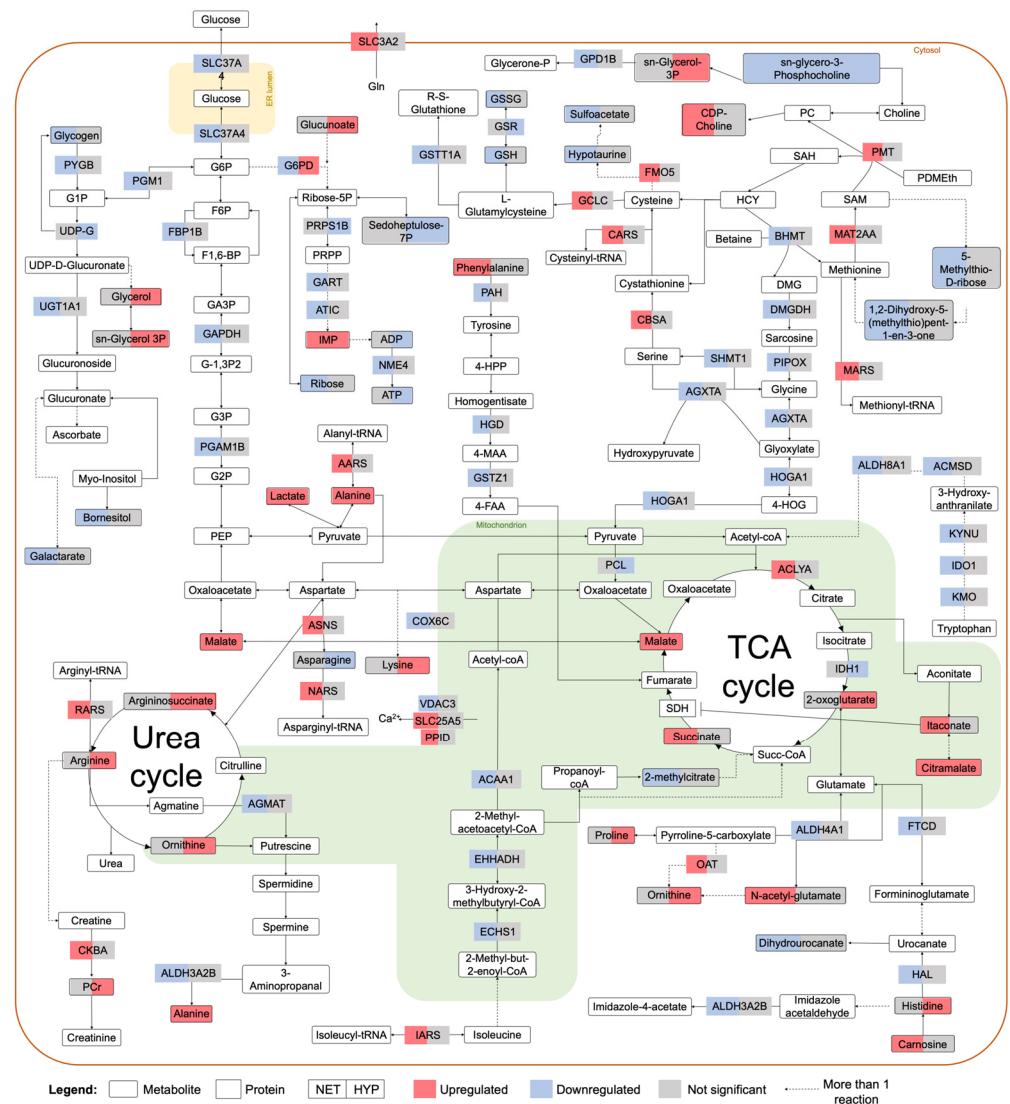 Glucose
SLC3A2
Cytosol
SLC37A
4
Gln
Glycerone-P
GPD1B
sn-Glycerol-
3P
sn-glycero-3-
Phosphocholine
ER lumen
Glucose
R-S-
Glutathione
GSSG
Sulfoacetate
CDP-
Choline
PC
Choline
Glucunoate
GSR
Glycogen
SLC37A4
GSTT1A
GSH
Hypotaurine
SAH
PMT
PYGB
PGM1
G6P
G6PD
FMO5
PDMEth
G1P
Ribose-5P
L-
Glutamylcysteine
GCLC
Cysteine
HCY
SAM
F6P
UDP-G
FBP1B
PRPS1B
Sedoheptulose-
7P
CARS
Betaine
BHMT
MAT2AA
F1,6-BP
PRPP
Cysteinyl-tRNA
5-
Methylthio-
D-ribose
UDP-D-Glucuronate
Phenylalanine
Methionine
GART
Cystathionine
DMG
UGT1A1
Glycerol
GA3P
PAH
1,2-Dihydroxy-5-
(methylthio)pent-
1-en-3-one
ATIC
CBSA
DMGDH
sn-Glycerol 3P
GAPDH
Tyrosine
IMP
ADP
Sarcosine
Glucuronoside
G-1,3P2
4-HPP
NME4
Serine
SHMT1
PIPOX
MARS
Ribose
ATP
AGXTA
Glycine
Glucuronate
Homogentisate
Methionyl-tRNA
G3P
HGD
AGXTA
Ascorbate
Alanyl-tRNA
PGAM1B
4-MAA
Hydroxypyruvate
Glyoxylate
AARS
ALDH8A1
ACMSD
Myo-Inositol
G2P
GSTZ1
HOGA1
Lactate
Alanine
HOGA1
3-Hydroxy-
anthranilate
4-FAA
4-HOG
Bornesitol
Mitochondrion
KYNU
PEP
Pyruvate
Pyruvate
Acetyl-coA
Galactarate
PCL
ACLYA
IDO1
Oxaloacetate
Aspartate
Aspartate
Oxaloacetate
Oxaloacetate
Citrate
KMO
ASNS
COX6C
Tryptophan
Malate
Malate
TCA
cycle
Isocitrate
Asparagine
Lysine
Acetyl-coA
Arginyl-tRNA
Fumarate
IDH1
Aconitate
NARS
Argininosuccinate
VDAC3
2-oxoglutarate
RARS
SDH
Asparginyl-tRNA
Ca²⁺
SLC25A5
Itaconate
PPID
Succinate
Urea
cycle
Arginine
Succ-CoA
Citrulline
Propanoyl-
coA
2-methylcitrate
Citramalate
ACAA1
Glutamate
Agmatine
AGMAT
2-Methyl-
acetoacetyl-CoA
Proline
Pyrroline-5-carboxylate
ALDH4A1
FTCD
Ornithine
Putrescine
Urea
EHHADH
OAT
Spermidine
3-Hydroxy-2-
methylbutyryl-CoA
Ornithine
N-acetyl-glutamate
Formininoglutamate
Creatine
Spermine
ECHS1
CKBA
Dihydrourocanate
Urocanate
2-Methyl-but-
2-enoyl-CoA
ALDH3A2B
3-
Aminopropanal
HAL
PCr
Imidazole-4-acetate
ALDH3A2B
Imidazole
acetaldehyde
Histidine
Alanine
Creatinine
Isoleucyl-tRNA
IARS
Isoleucine
Carnosine
Legend:
Metabolite
Protein
NET
HYP
Upregulated
Downregulated
Not significant
More than 1
reaction